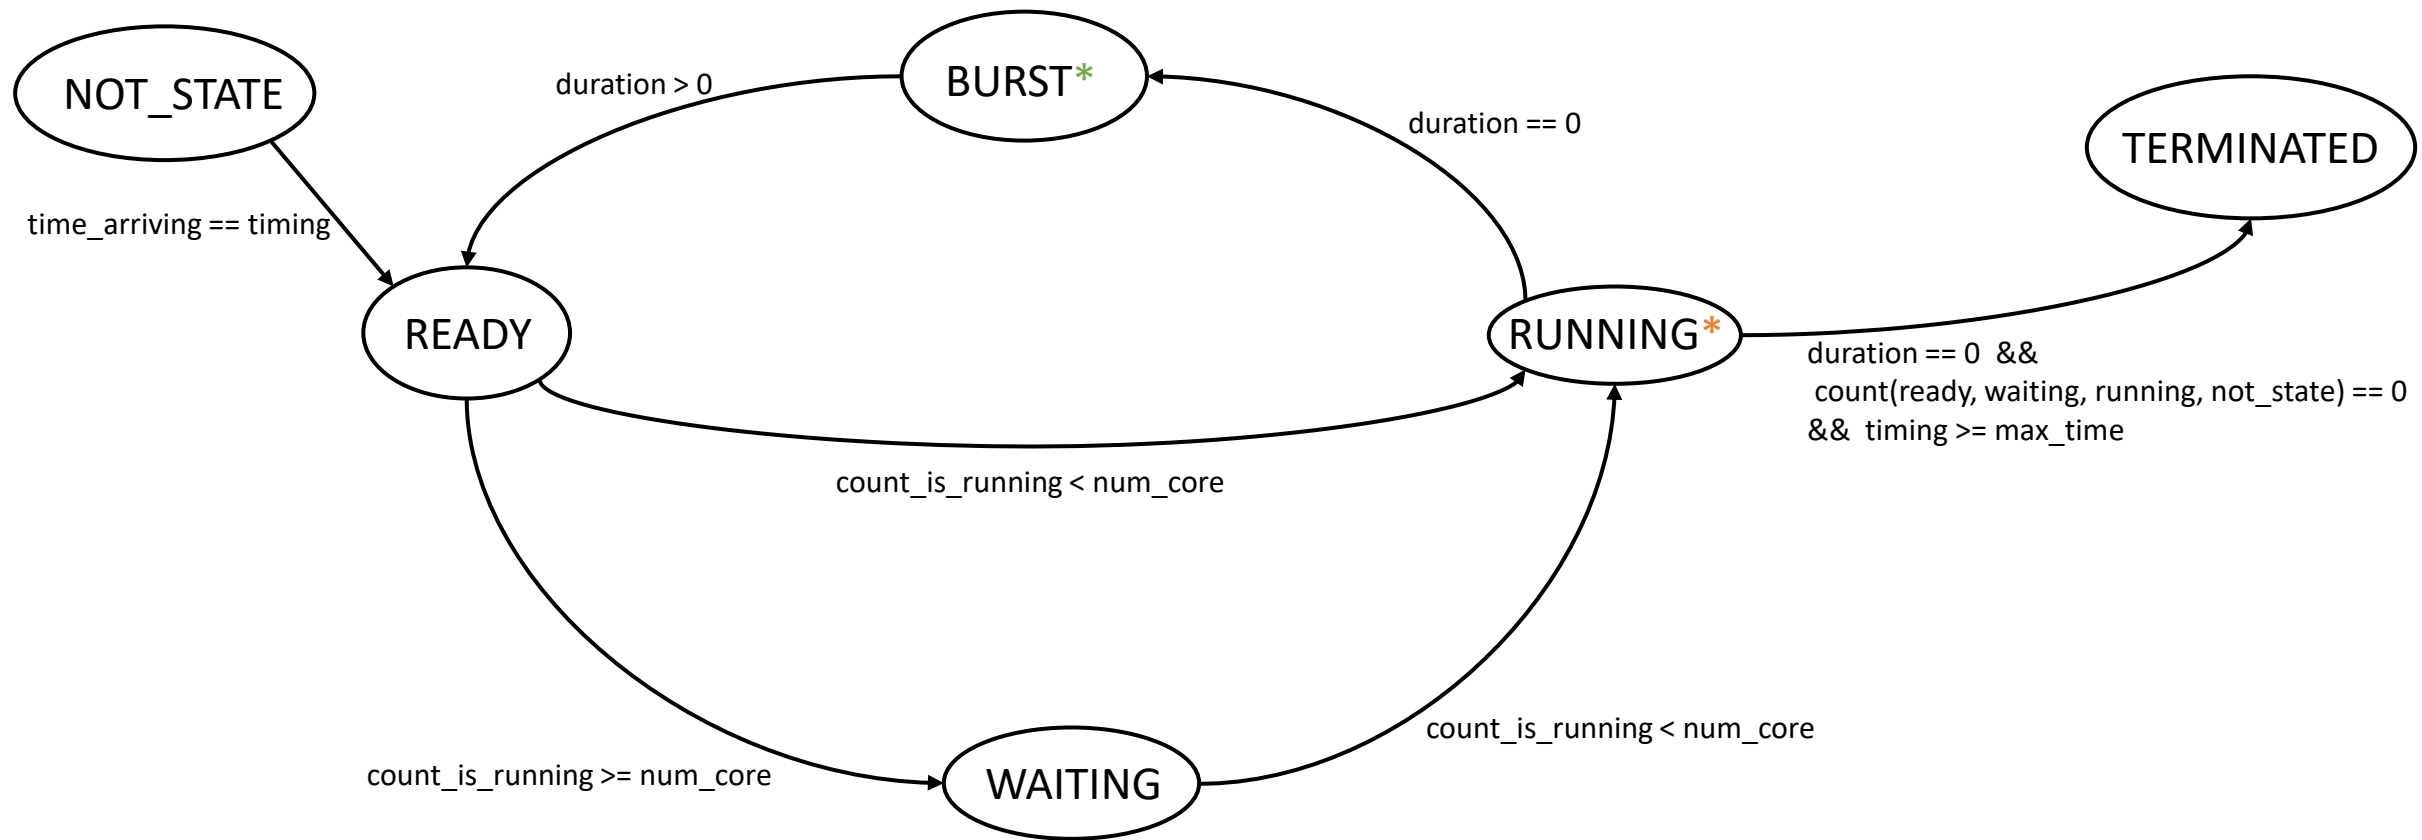 NOT_STATE
BURST*
duration > 0
duration == 0
TERMINATED
time_arriving == timing
READY
RUNNING*
duration == 0  &&
count(ready, waiting, running, not_state) == 0
&&  timing >= max_time
count_is_running < num_core
count_is_running < num_core
count_is_running >= num_core
WAITING